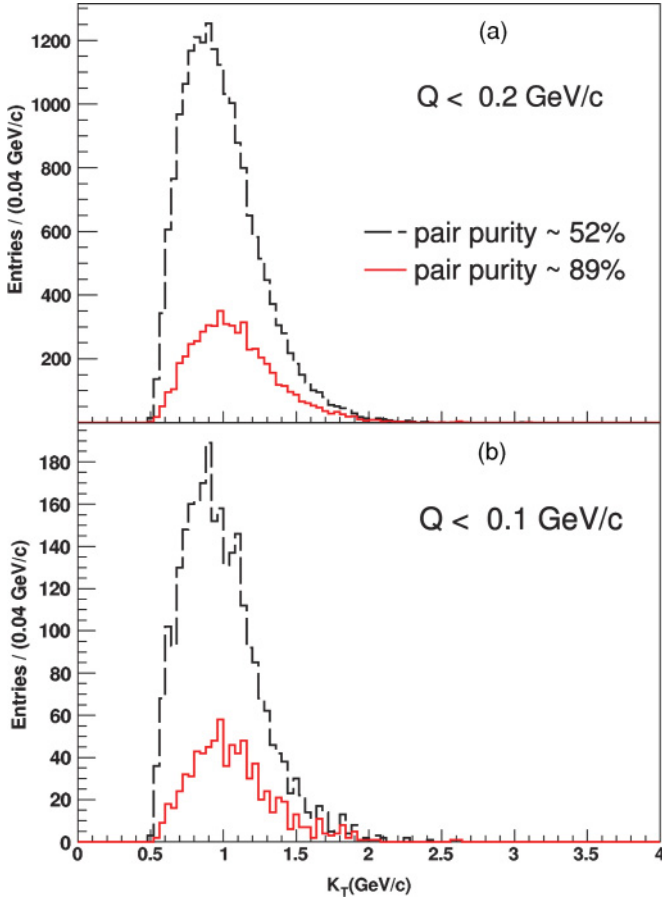 (a)
Q < 0.2 GeV/c
pair purity ~ 52%
pair purity ~ 89%
Entries / (0.04 GeV/c)
1200
1000
800
600
400
200
(b)
Q < 0.1 GeV/c
Entries / (0.04 GeV/c)
180
160
140
120
100
80
60
40
20
0
0 0.5 1 1.5 2 2.5 3 3.5 4
K_T(GeV/c)